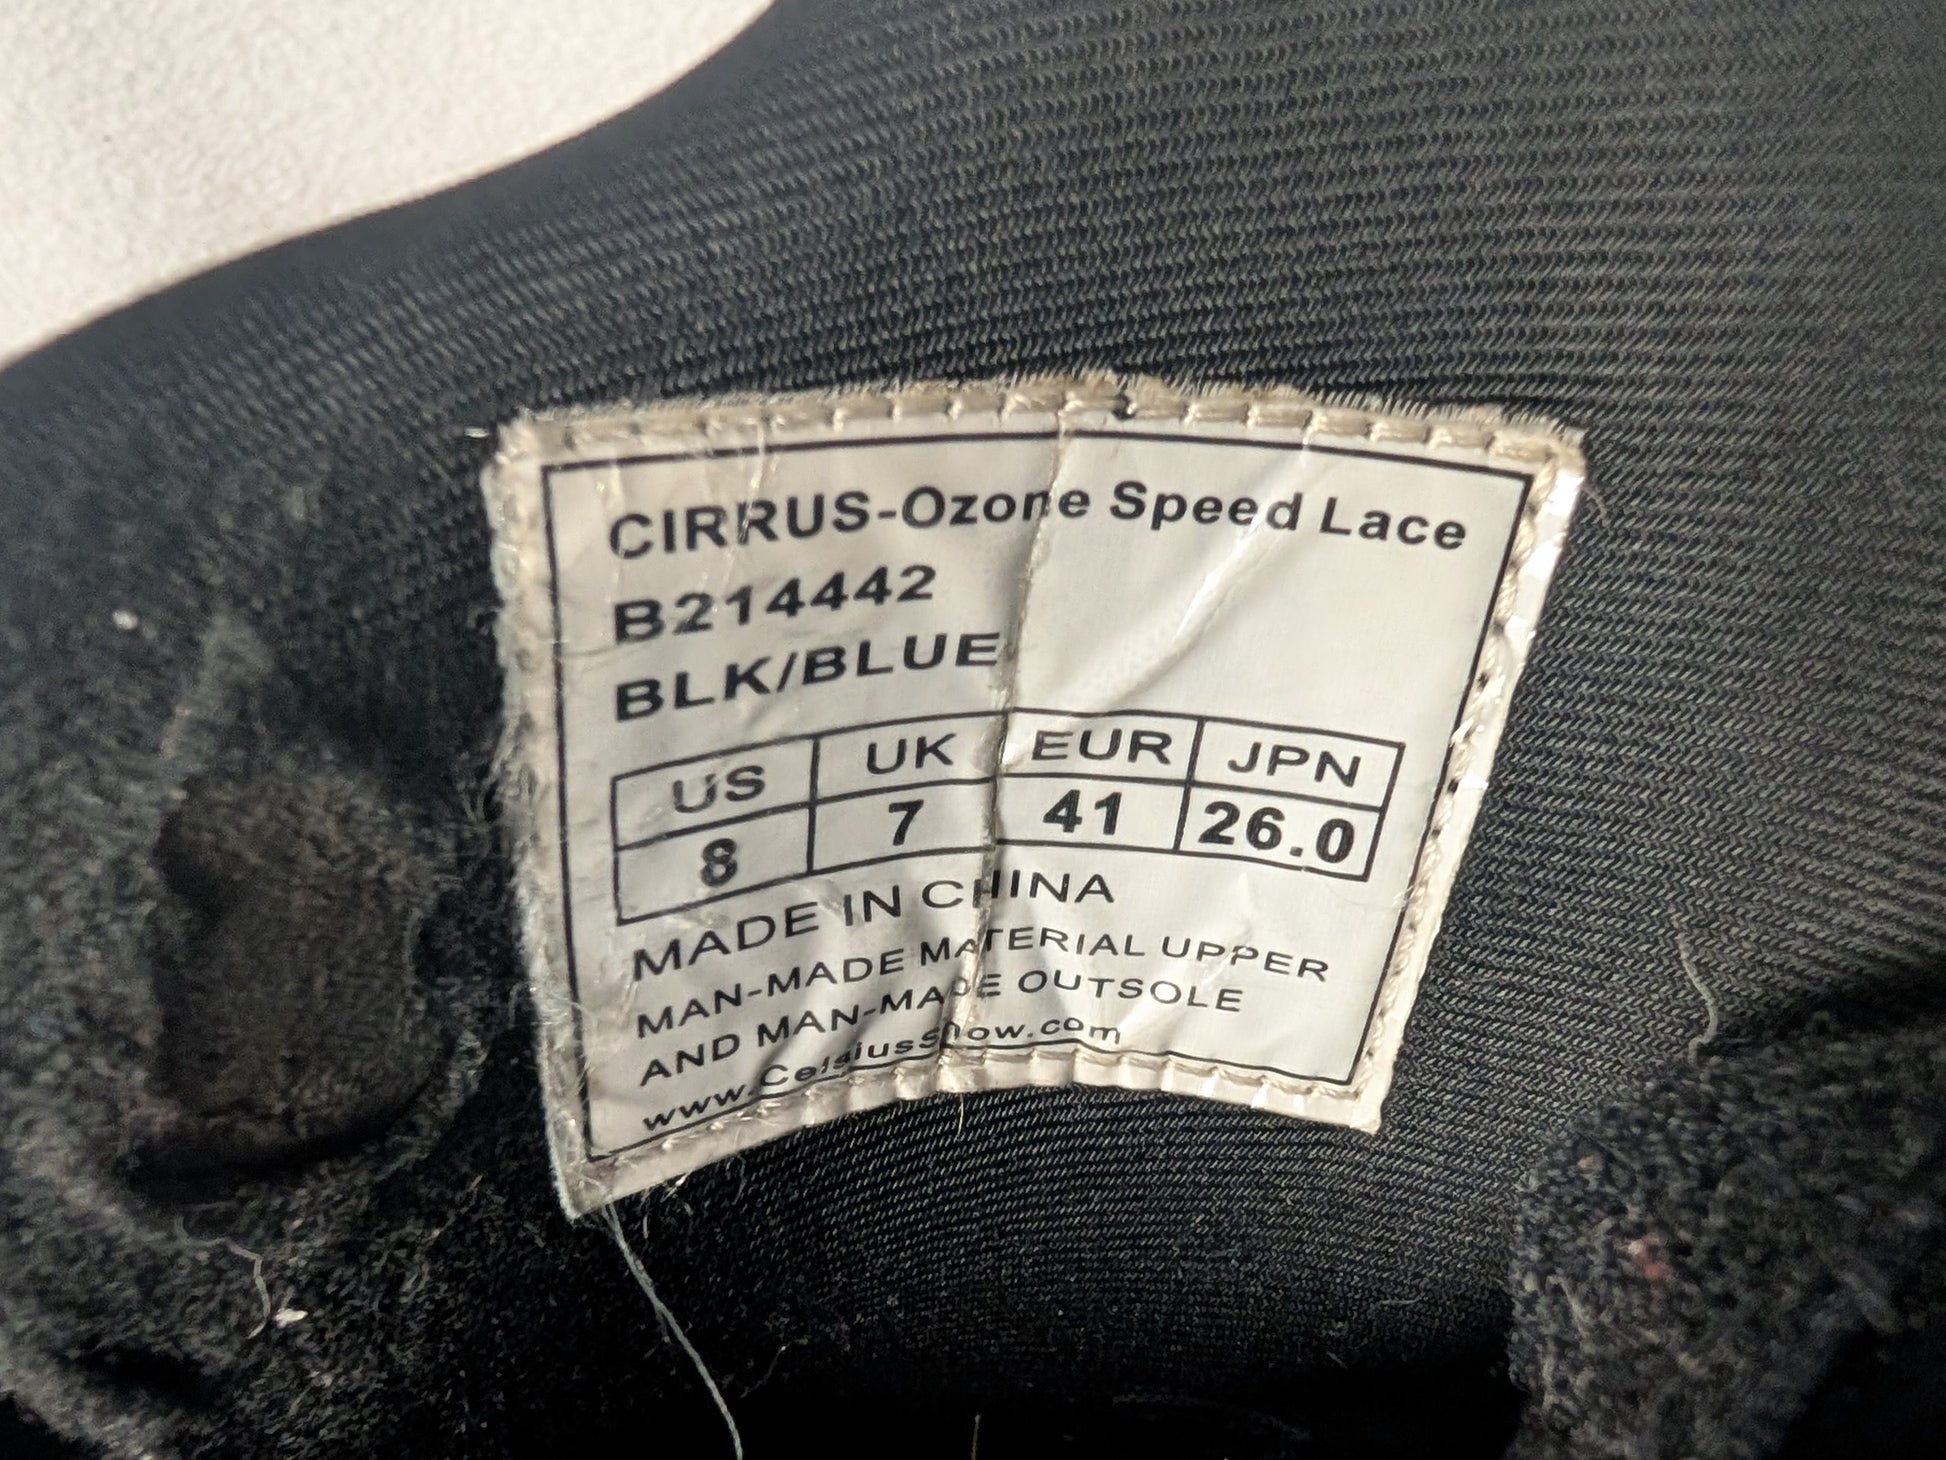 CIRRUS-Ozone Speed Lace
B214442
BLK/BLUE
US UK EUR JPN
8 7 41 26.0
MADE IN CHINA
MAN-MADE MATERIAL UPPER
AND MAN-MADE OUTSOLE
www.CelsiusSnow.com